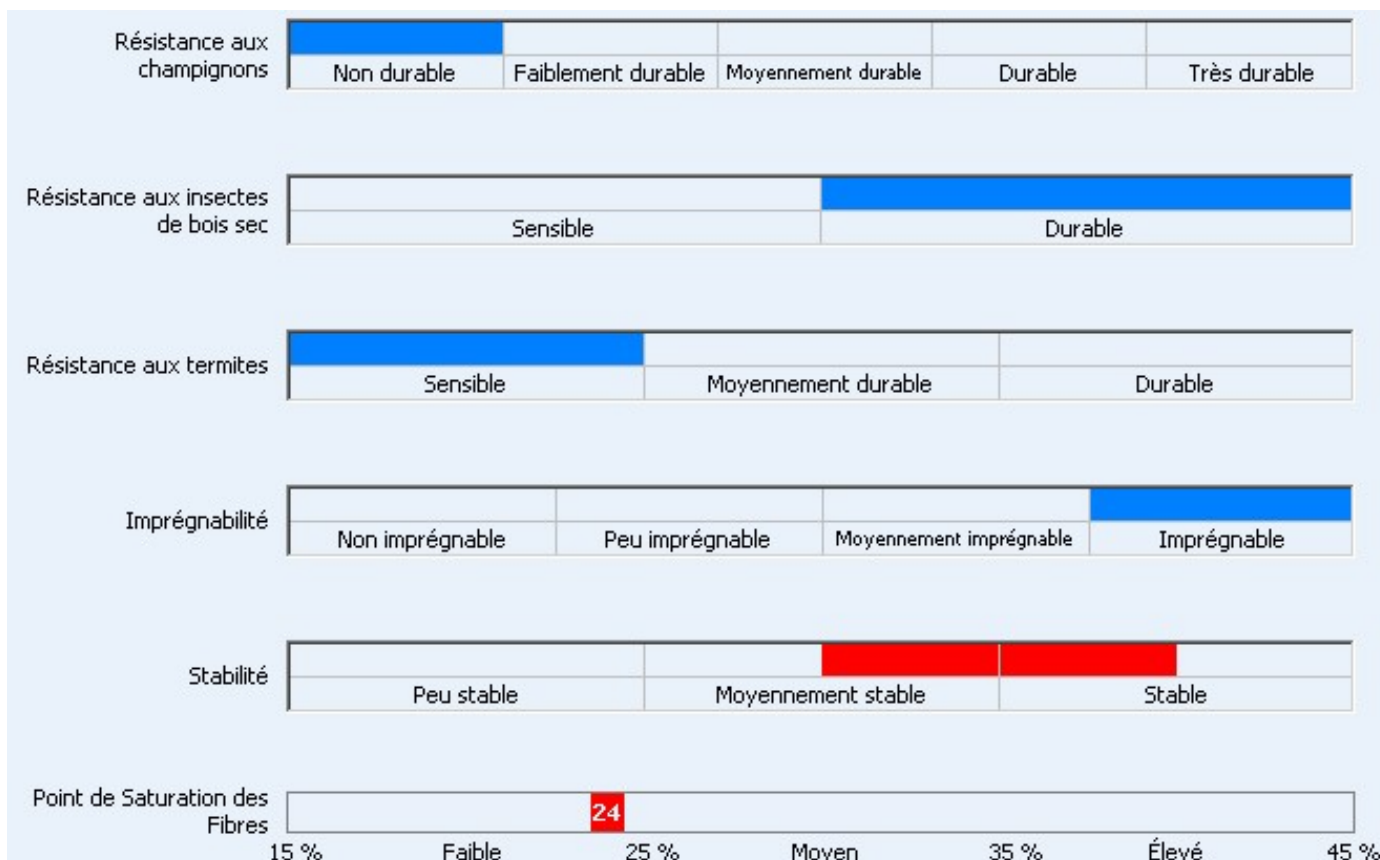 Résistance aux
champignons
Non durable Faiblement durable Moyennement durable Durable Très durable
Résistance aux insectes
de bois sec
Sensible Durable
Résistance aux termites
Sensible Moyennement durable Durable
Imprégnabilité
Non imprégnable Peu imprégnable Moyennement imprégnable Imprégnable
Stabilité
Peu stable Moyennement stable Stable
Point de Saturation des
Fibres
24
15 % Faible 25 % Moyen 35 % Élevé 45 %